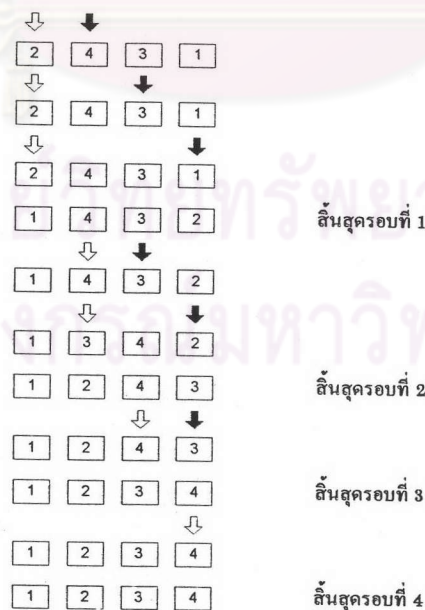 2 4 3 1
2 4 3 1
2 4 3 1
1 4 3 2 สิ้นสุดรอบที่ 1
1 4 3 2
1 3 4 2
1 2 4 3 สิ้นสุดรอบที่ 2
1 2 4 3
1 2 3 4 สิ้นสุดรอบที่ 3
1 2 3 4
1 2 3 4 สิ้นสุดรอบที่ 4